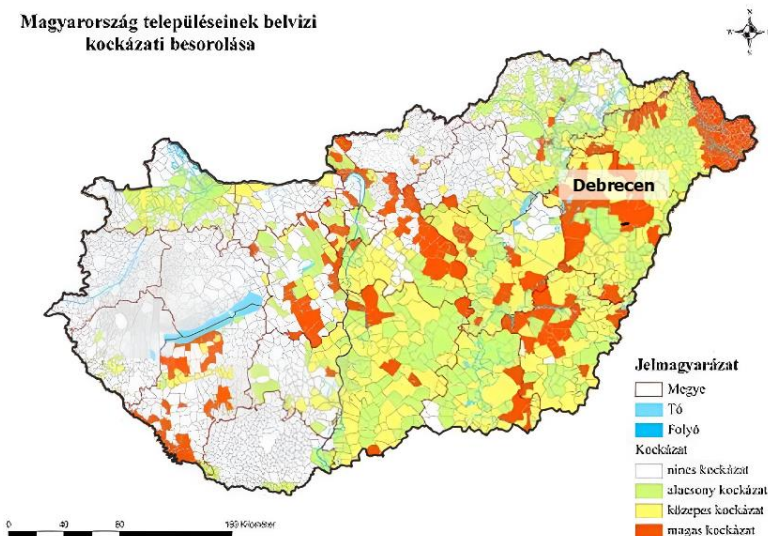 Magyarország településeinek belvizi
kockázati besorolása
Debrecen
Jelmagyarázat
Megye
Tó
Folyó
Kockázat
nincs kockázat
alacsony kockázat
közepes kockázat
magas kockázat
0 40 80 160 Kilométer